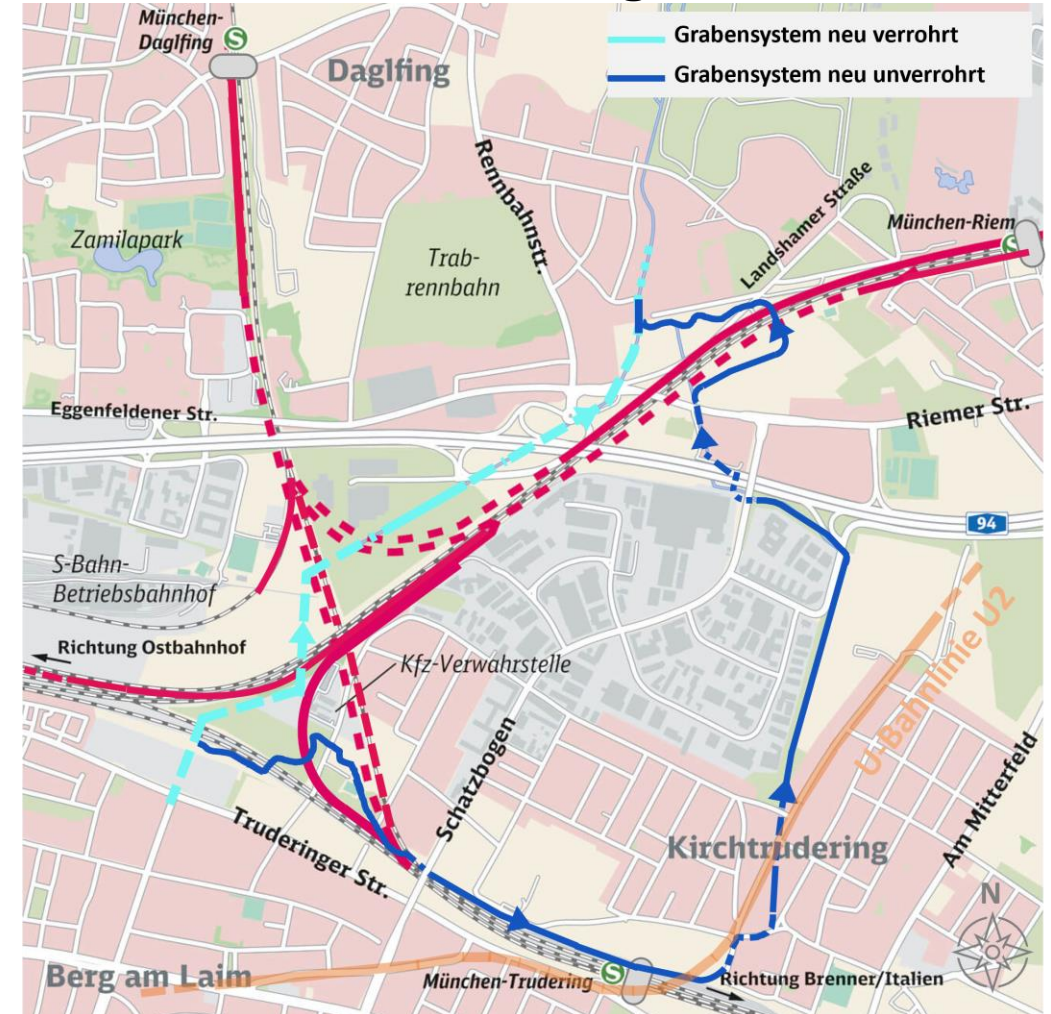 München-
Daglfing
S
Daglfing
Grabensystem neu verrohrt
Grabensystem neu unverrohrt
Rennbahnstr.
Landshamer Straße
München-Riem
S
Zamilapark
Trab-
rennbahn
Eggenfeldener Str.
Riemer Str.
94
S-Bahn-
Betriebsbahnhof
Richtung Ostbahnhof
Kfz-Verwahrstelle
U-Bahnlinie U2
Schatzbogen
Am Mitterfeld
Truderinger Str.
Kirchtrudering
N
Berg am Laim
München-Trudering
S
Richtung Brenner/Italien